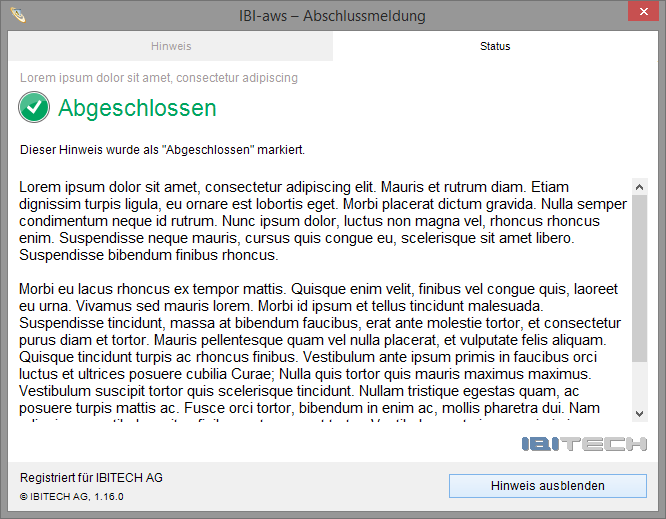 IBI-aws – Abschlussmeldung
Hinweis
Status
Lorem ipsum dolor sit amet, consectetur adipiscing
Abgeschlossen
Dieser Hinweis wurde als "Abgeschlossen" markiert.
Lorem ipsum dolor sit amet, consectetur adipiscing elit. Mauris et rutrum diam. Etiam
dignissim turpis ligula, eu ornare est lobortis eget. Morbi placerat dictum gravida. Nulla semper
condimentum neque id rutrum. Nunc ipsum dolor, luctus non magna vel, rhoncus rhoncus
enim. Suspendisse neque mauris, cursus quis congue eu, scelerisque sit amet libero.
Suspendisse bibendum finibus rhoncus.
Morbi eu lacus rhoncus ex tempor mattis. Quisque enim velit, finibus vel congue quis, laoreet
eu urna. Vivamus sed mauris lorem. Morbi id ipsum et tellus tincidunt malesuada.
Suspendisse tincidunt, massa at bibendum faucibus, erat ante molestie tortor, et consectetur
purus diam et tortor. Mauris pellentesque quam vel nulla placerat, et vulputate felis aliquam.
Quisque tincidunt turpis ac rhoncus finibus. Vestibulum ante ipsum primis in faucibus orci
luctus et ultrices posuere cubilia Curae; Nulla quis tortor quis mauris maximus maximus.
Vestibulum suscipit tortor quis scelerisque tincidunt. Nullam tristique egestas quam, ac
posuere turpis mattis ac. Fusce orci tortor, bibendum in enim ac, mollis pharetra dui. Nam
IBITECH
Registriert für IBITECH AG
© IBITECH AG, 1.16.0
Hinweis ausblenden